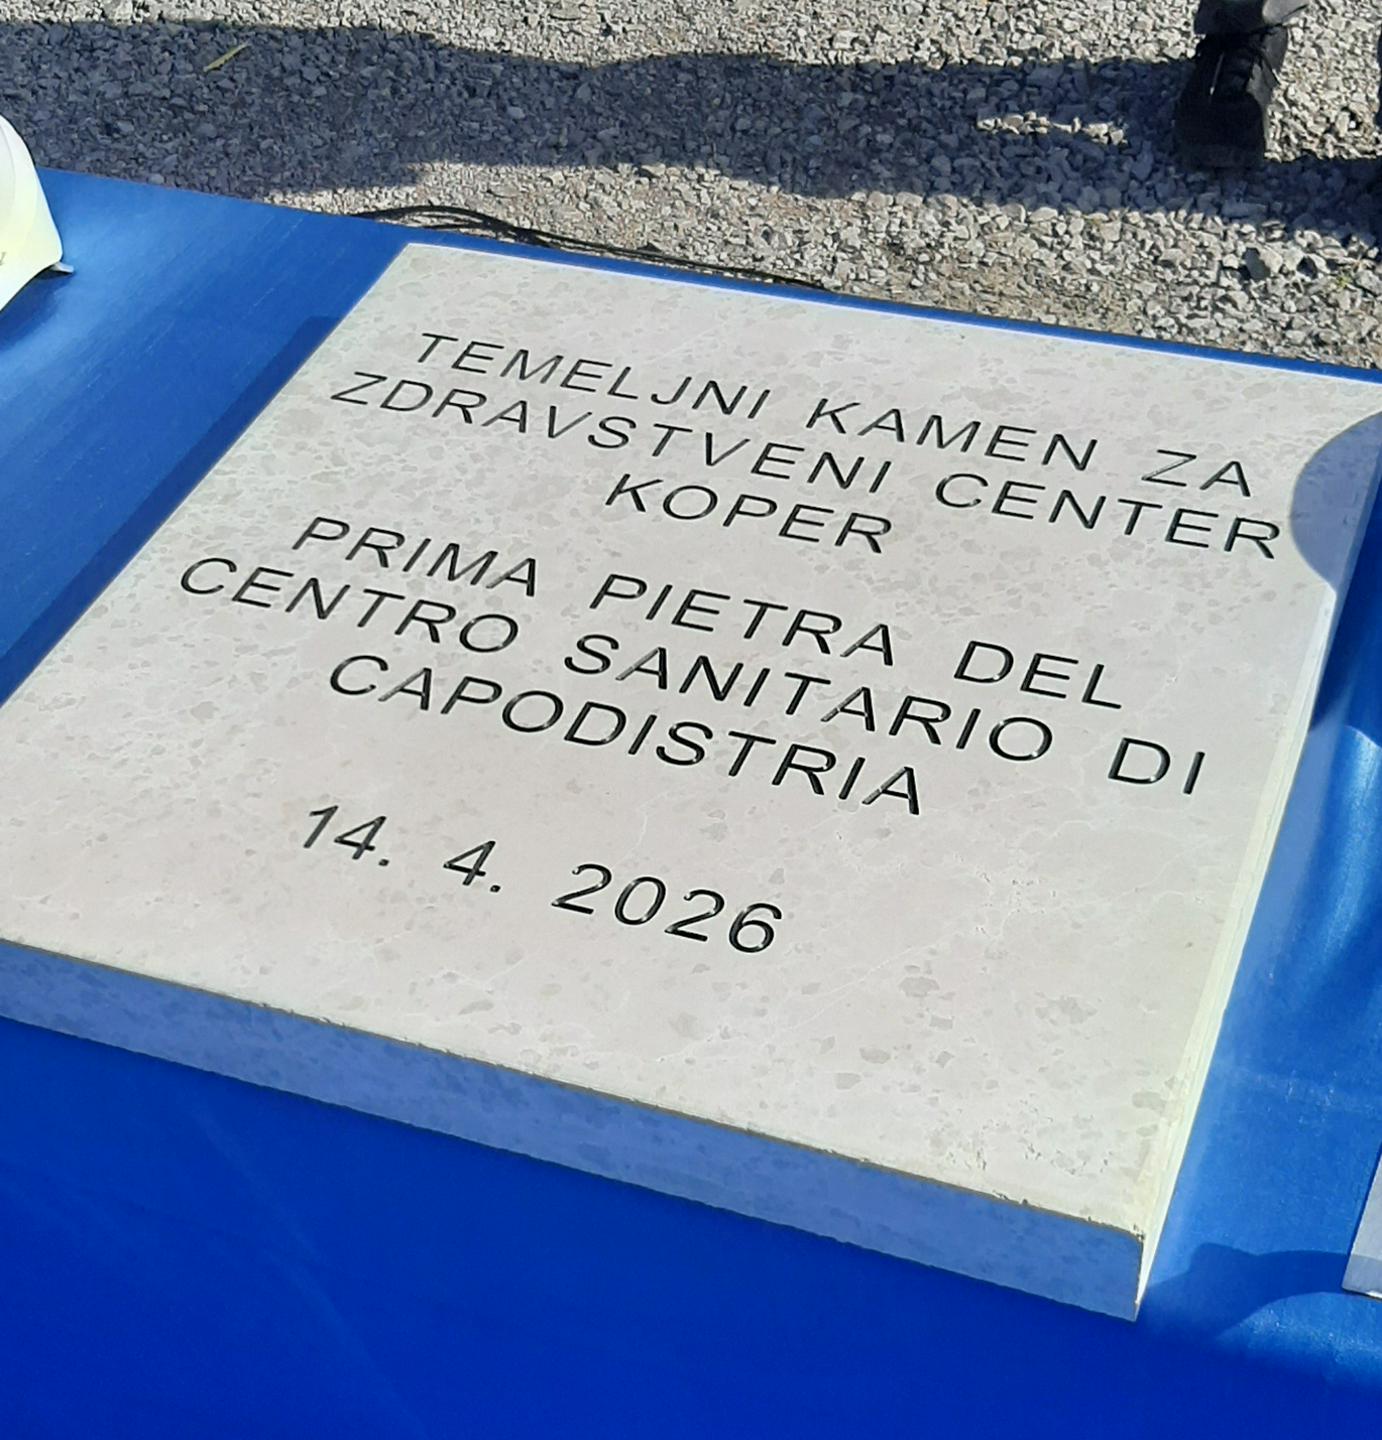 TEMELJNI KAMEN ZA
ZDRAVSTVENI CENTER
KOPER
PRIMA PIETRA DEL
CENTRO SANITARIO DI
CAPODISTRIA
14. 4. 2026